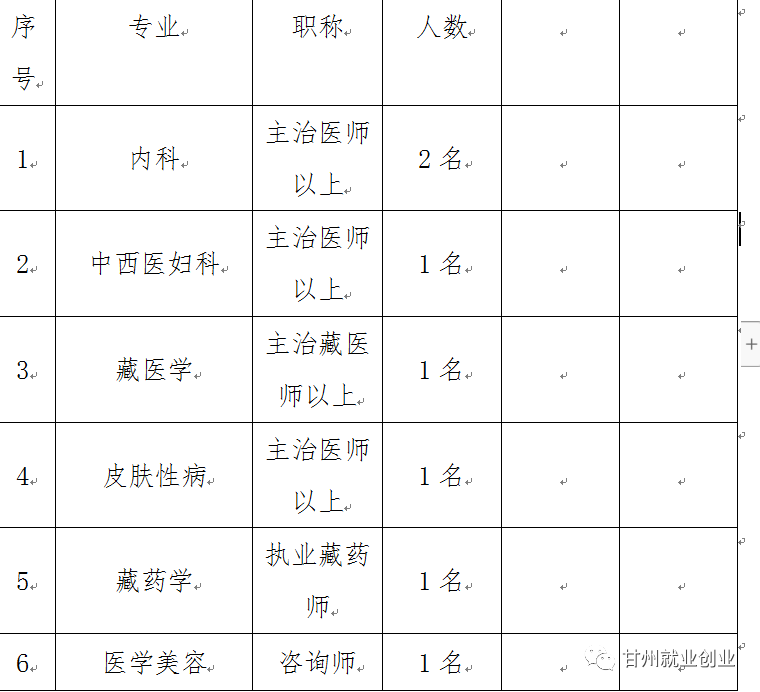 序号 专业 职称 人数
1 内科 主治医师以上 2 名
2 中西医妇科 主治医师以上 1 名
3 藏医学 主治藏医师以上 1 名
4 皮肤性病 主治医师以上 1 名
5 藏药学 执业藏药师 1 名
6 医学美容 咨询师 1 名
甘州就业创业